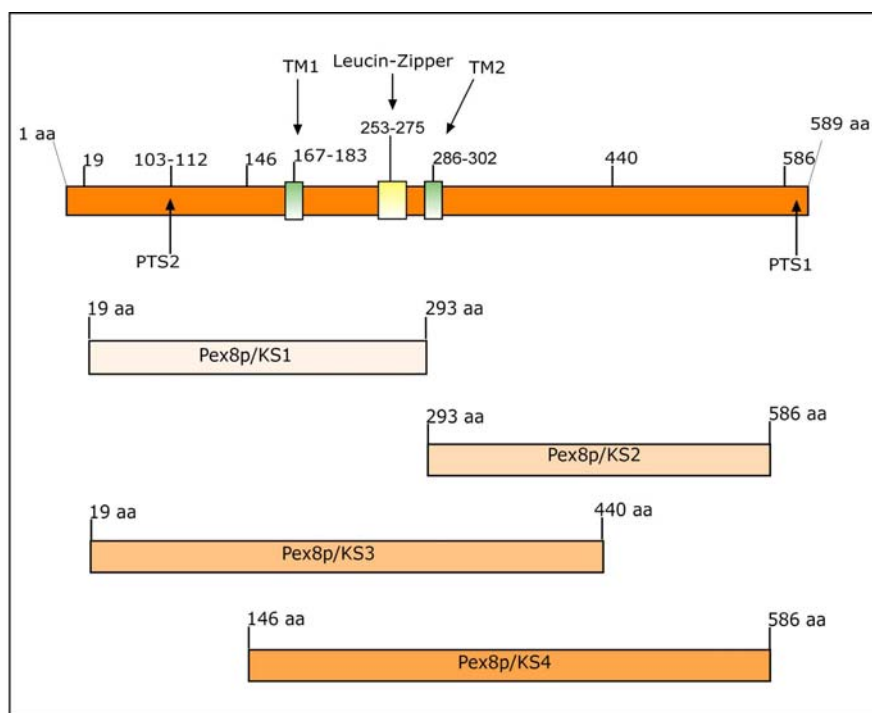 Leucin-Zipper
TM1
TM2
1 aa
253-275
589 aa
19
103-112
146
167-183
286-302
440
586
PTS2
PTS1
19 aa
293 aa
Pex8p/KS1
293 aa
586 aa
Pex8p/KS2
19 aa
440 aa
Pex8p/KS3
146 aa
586 aa
Pex8p/KS4